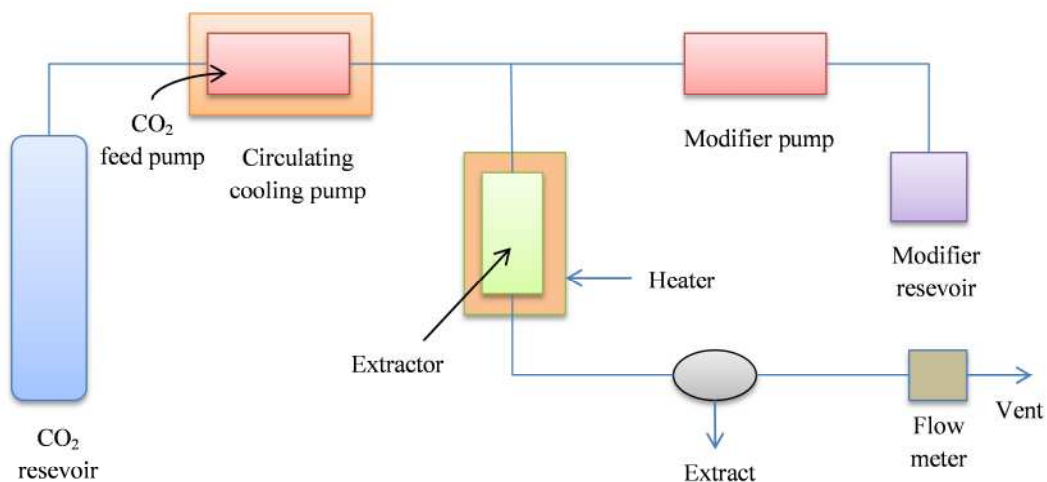 CO₂
feed pump
Circulating
cooling pump
Modifier pump
Modifier
resevoir
Heater
Extractor
CO₂
resevoir
Extract
Flow
meter
Vent